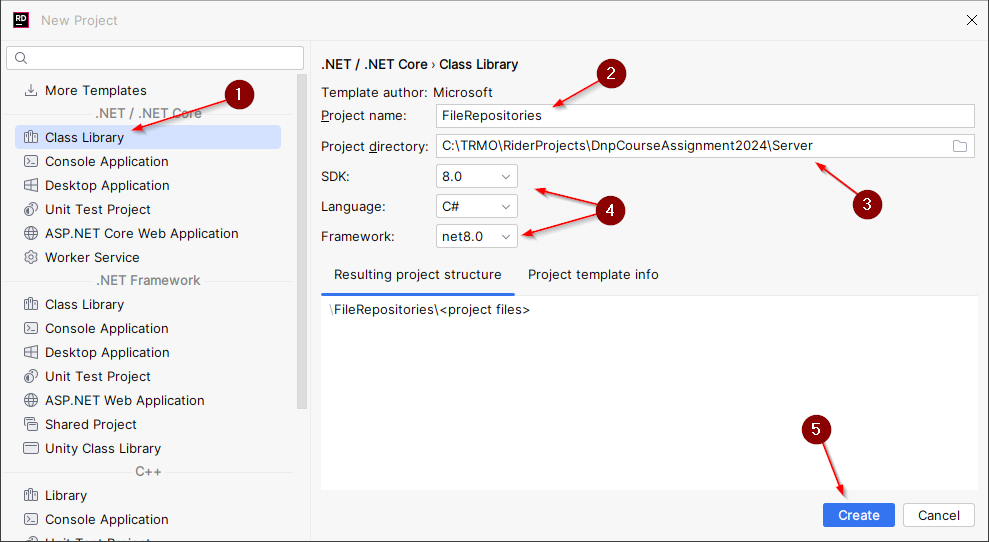 RD New Project
More Templates
.NET / .NET Core
Class Library
Console Application
Desktop Application
Unit Test Project
ASP.NET Core Web Application
Worker Service
.NET Framework
Class Library
Console Application
Desktop Application
Unit Test Project
ASP.NET Web Application
Shared Project
Unity Class Library
C++
Library
Console Application
Unit Test Project
1
.NET / .NET Core › Class Library
2
Template author: Microsoft
Project name: FileRepositories
Project directory: C:\TRMO\RiderProjects\DnpCourseAssignment2024\Server
3
SDK: 8.0
Language: C#
4
Framework: net8.0
Resulting project structure Project template info
\FileRepositories\<project files>
5
Create Cancel